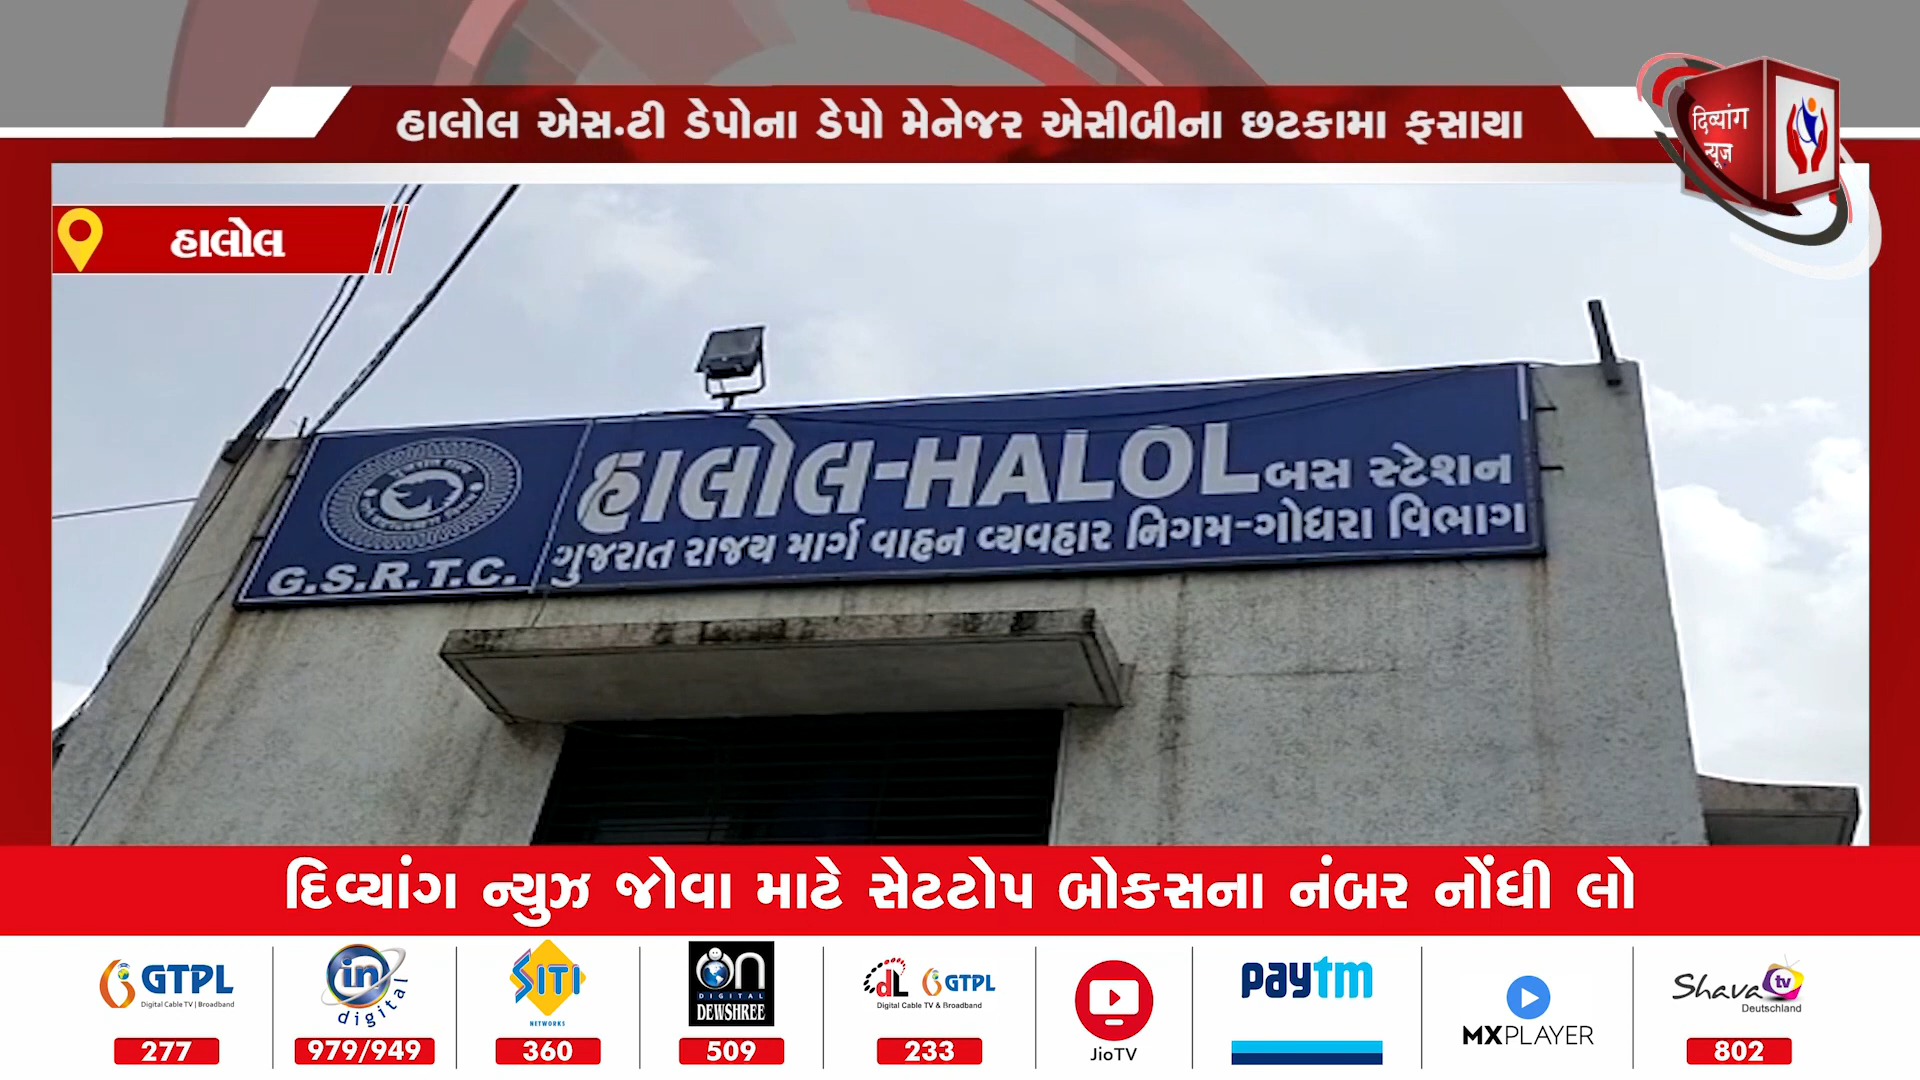 હાલોલ એસ.ટી ડેપોના ડેપો મેનેજર એસીબીના છટકામા ફસાયા
दिव्यांग
न्यूज
હાલોલ
હાલોલ-HALOL બસ સ્ટેશન
G.S.R.T.C. ગુજરાત રાજય માર્ગ વાહન વ્યવહાર નિગમ-ગોધરા વિભાગ
દિવ્યાંગ ન્યુઝ જોવા માટે સેટટોપ બોકસના નંબર નોંધી લો
GTPL
Digital Cable TV | Broadband
277
in digital
979/949
SITI
NETWORKS
360
ON
DIGITAL
DEWSHREE
509
dL GTPL
Digital Cable TV & Broadband
233
JioTV
paytm
MXPLAYER
Shava tv
Deutschland
802